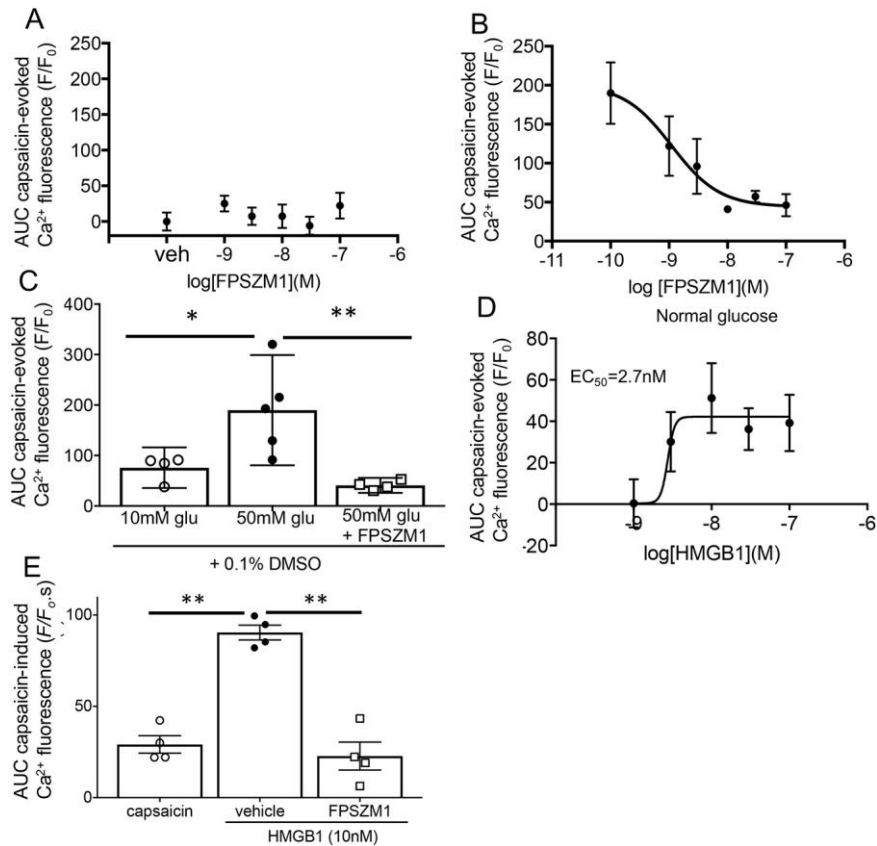 A
AUC capsaicin-evoked
Ca²⁺ fluorescence (F/F₀)
200
150
100
50
0
veh
-9
-8
-7
-6
log[FPSZM1](M)
B
AUC capsaicin-evoked
Ca²⁺ fluorescence (F/F₀)
250
200
150
100
50
0
-11
-10
-9
-8
-7
-6
log [FPSZM1](M)
C
AUC capsaicin-evoked
Ca²⁺ fluorescence (F/F₀)
400
300
200
100
0
*
**
10mM glu
50mM glu
50mM glu
+ FPSZM1
+ 0.1% DMSO
D
Normal glucose
AUC capsaicin-evoked
Ca²⁺ fluorescence (F/F₀)
80
60
40
20
0
-20
EC₅₀=2.7nM
-9
-8
-7
-6
log[HMGB1](M)
E
AUC capsaicin-induced
Ca²⁺ fluorescence (F/F₀.s)
100
50
0
**
**
capsaicin
vehicle
FPSZM1
HMGB1 (10nM)